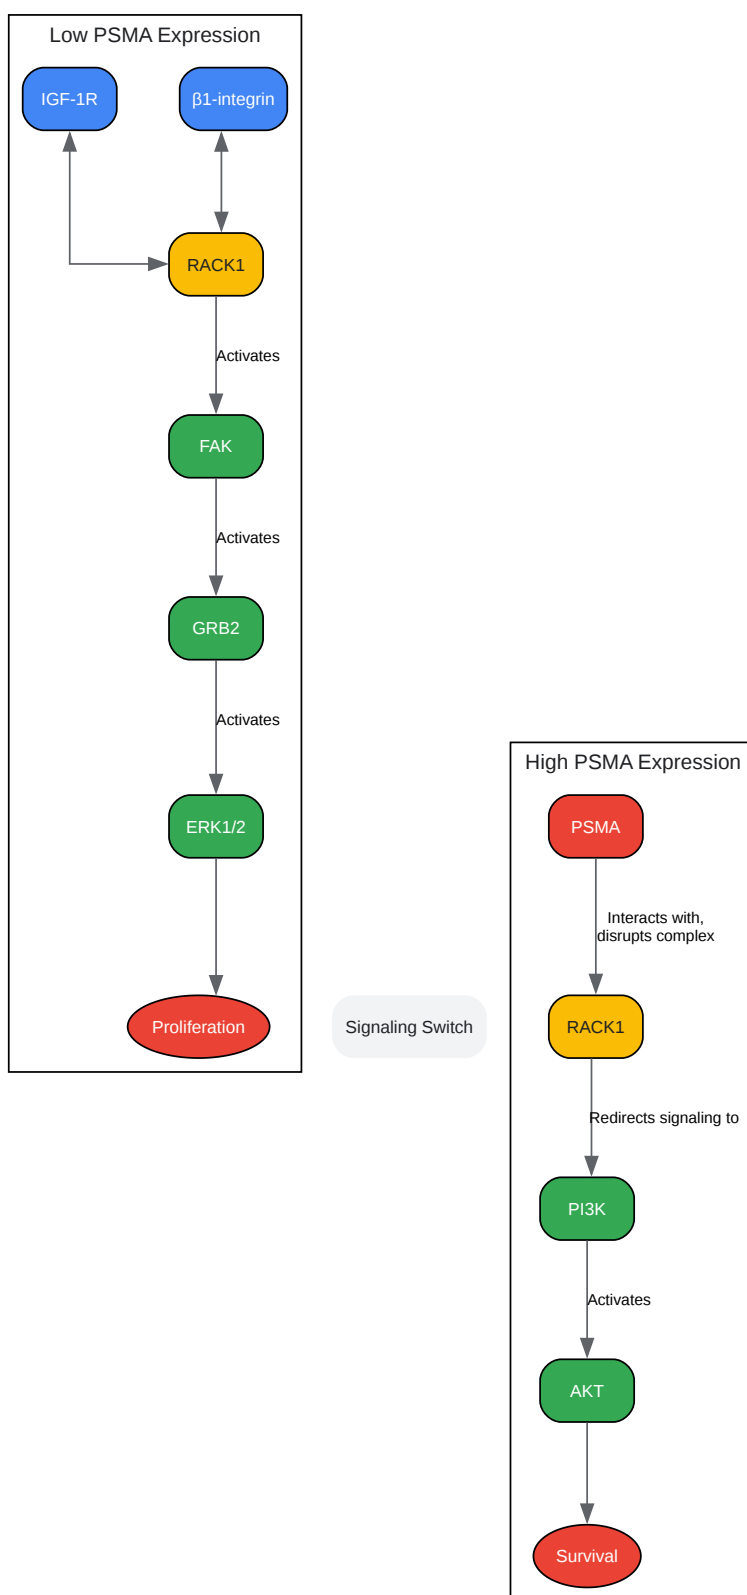 Low PSMA Expression
IGF-1R
β1-integrin
RACK1
Activates
FAK
Activates
GRB2
Activates
ERK1/2
Proliferation
Signaling Switch
High PSMA Expression
PSMA
Interacts with,
disrupts complex
RACK1
Redirects signaling to
PI3K
Activates
AKT
Survival